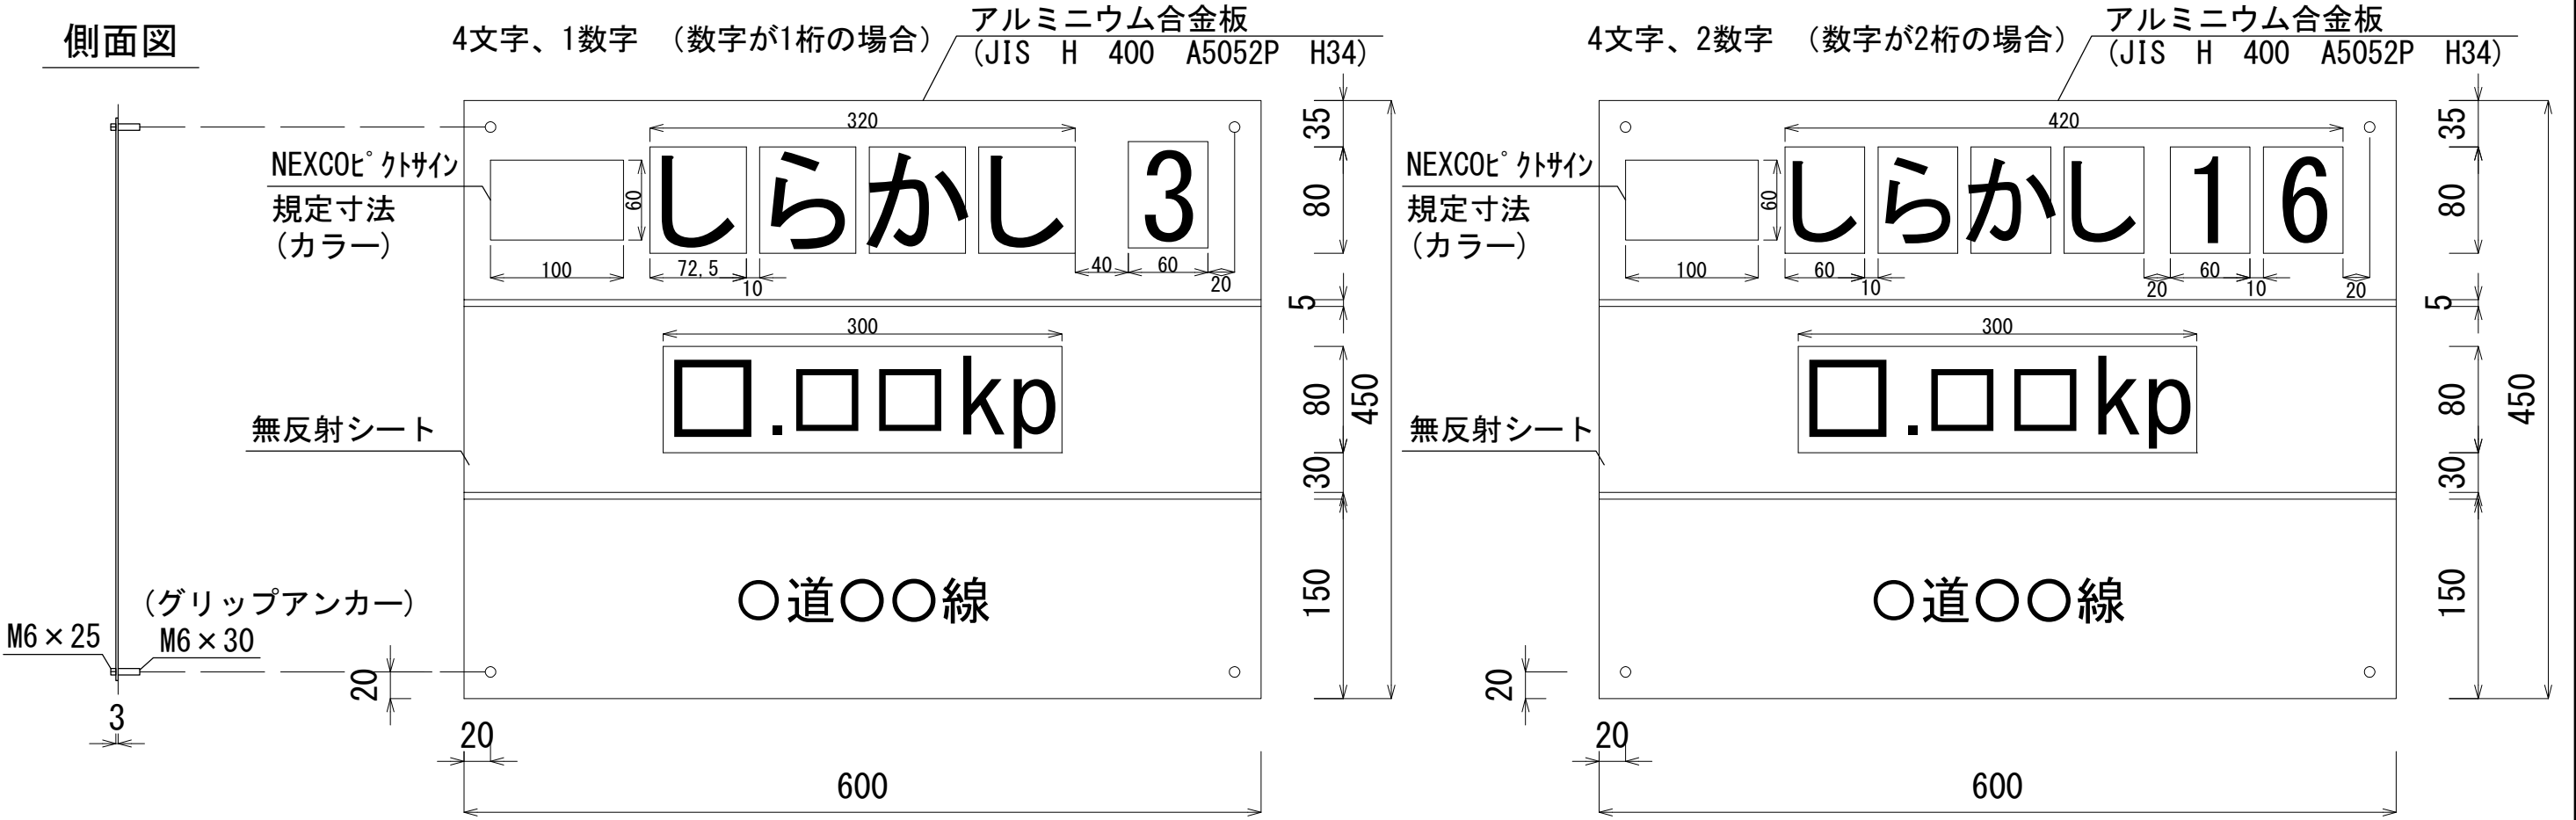 側面図
4文字、1数字 （数字が1桁の場合）
アルミニウム合金板
(JIS H 400 A5052P H34)
320
NEXCOﾋﾟｸﾄサイン
規定寸法
(カラー)
60
しらかし 3
100
72,5
10
40
60
20
35
80
5
300
□.□□kp
80
450
30
無反射シート
○道○○線
150
(グリップアンカー)
M6×25
M6×30
20
3
20
600
4文字、2数字 （数字が2桁の場合）
アルミニウム合金板
(JIS H 400 A5052P H34)
420
NEXCOﾋﾟｸﾄサイン
規定寸法
(カラー)
60
しらかし16
100
60
10
20
60
10
20
35
80
5
300
□.□□kp
80
450
30
無反射シート
○道○○線
150
20
20
600